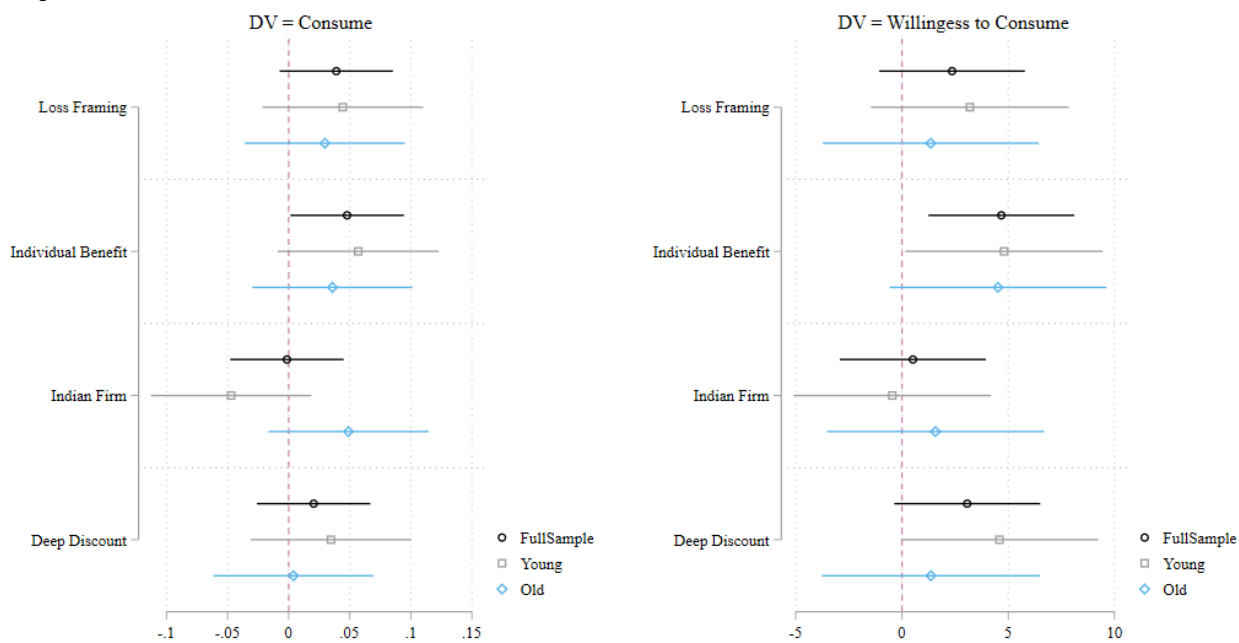 DV = Consume
Loss Framing
Individual Benefit
Indian Firm
Deep Discount
FullSample
Young
Old
-.1 -.05 0 .05 .1 .15
DV = Willingess to Consume
Loss Framing
Individual Benefit
Indian Firm
Deep Discount
FullSample
Young
Old
-5 0 5 10